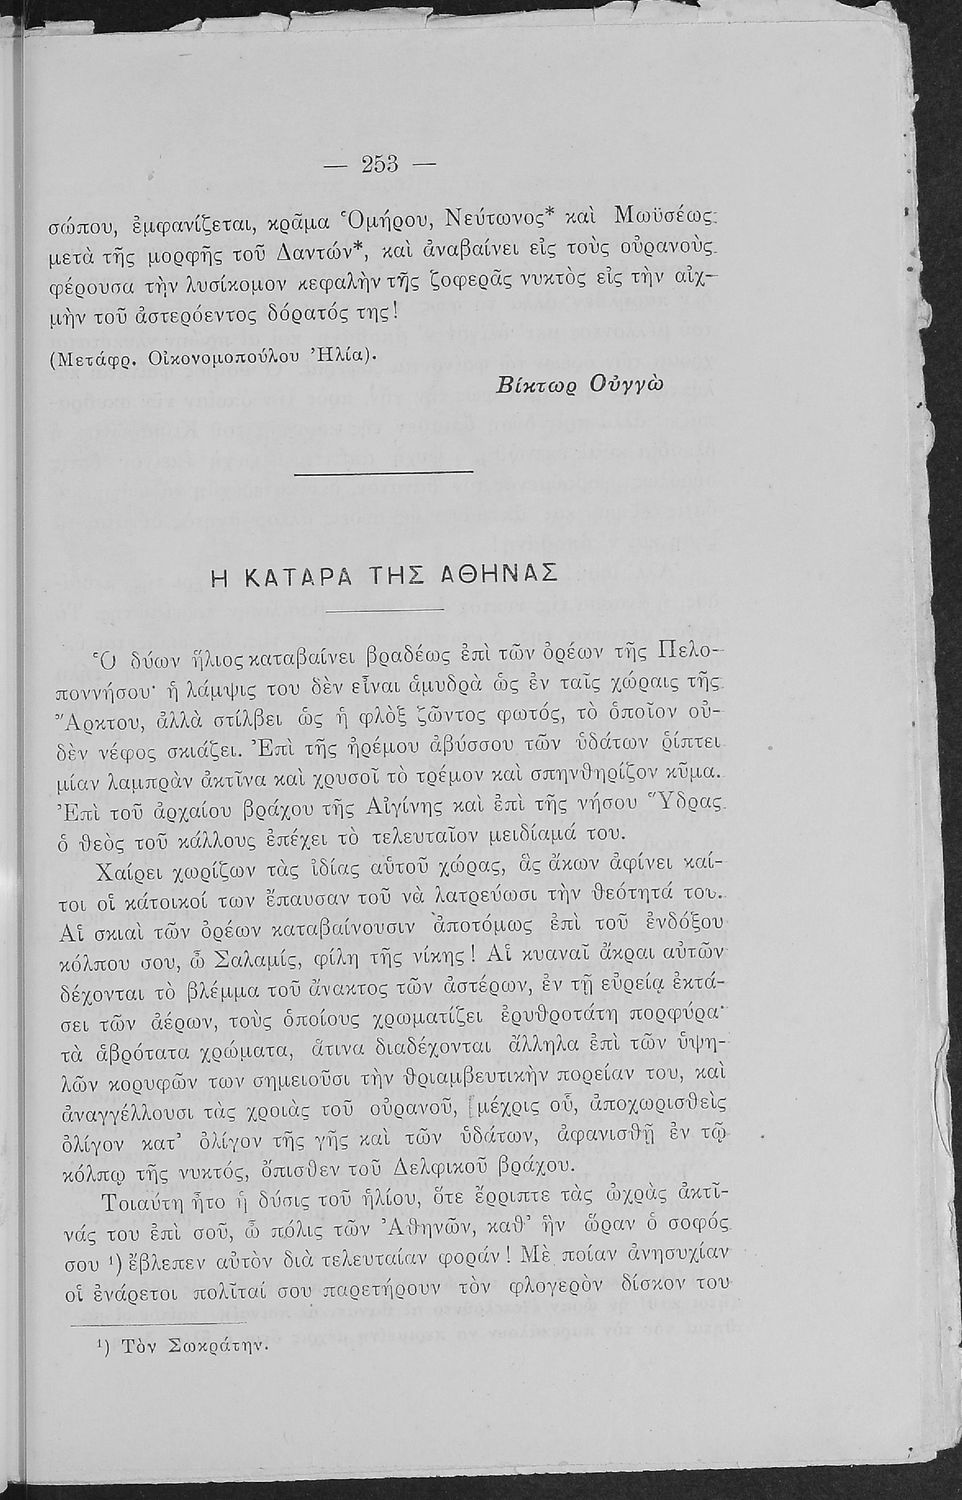 — 253 —
σώπου, ἐμφανίζεται, κρᾶμα Ὁμήρου, Νεύτωνος* καὶ Μωϋσέως;
μετὰ τῆς μορφῆς τοῦ Δαντών*, καὶ ἀναβαίνει εἰς τοὺς οὐρανοὺς.
φέρουσα τὴν λυσίκομον κεφαλὴν τῆς ζοφερᾶς νυκτὸς εἰς τὴν αἰχ-
μὴν τοῦ ἀστερόεντος δόρατός της!
(Μετάφρ. Οἰκονομοπούλου Ἠλία).
Βίκτωρ Οὑγγὼ
Η ΚΑΤΑΡΑ ΤΗΣ ΑΘΗΝΑΣ
Ὁ δύων ἥλιος καταβαίνει βραδέως ἐπὶ τῶν ὀρέων τῆς Πελο-
ποννήσου· ἡ λάμψις του δὲν εἶναι ἀμυδρὰ ὡς ἐν ταῖς χώραις τῆς
Ἄρκτου, ἀλλὰ στίλβει ὡς ἡ φλὸξ ζῶντος φωτός, τὸ ὁποῖον οὐ-
δὲν νέφος σκιάζει. Ἐπὶ τῆς ἠρέμου ἀβύσσου τῶν ὑδάτων ῥίπτει
μίαν λαμπρὰν ἀκτῖνα καὶ χρυσοῖ τὸ τρέμον καὶ σπηνθηρίζον κῦμα.
Ἐπὶ τοῦ ἀρχαίου βράχου τῆς Αἰγίνης καὶ ἐπὶ τῆς νήσου Ὕδρας
ὁ θεὸς τοῦ κάλλους ἐπέχει τὸ τελευταῖον μειδίαμά του.
Χαίρει χωρίζων τὰς ἰδίας αὐτοῦ χώρας, ἃς ἄκων ἀφίνει καί-
τοι οἱ κάτοικοί των ἔπαυσαν τοῦ νὰ λατρεύωσι τὴν θεότητά του.
Αἱ σκιαὶ τῶν ὀρέων καταβαίνουσιν ἀποτόμως ἐπὶ τοῦ ἐνδόξου
κόλπου σου, ὦ Σαλαμίς, φίλη τῆς νίκης! Αἱ κυαναῖ ἄκραι αὐτῶν
δέχονται τὸ βλέμμα τοῦ ἄνακτος τῶν ἀστέρων, ἐν τῇ εὐρείᾳ ἐκτά-
σει τῶν ἀέρων, τοὺς ὁποίους χρωματίζει ἐρυθροτάτη πορφύρα·
τὰ ἁβρότατα χρώματα, ἅτινα διαδέχονται ἄλληλα ἐπὶ τῶν ὑψη-
λῶν κορυφῶν των σημειοῦσι τὴν θριαμβευτικὴν πορείαν του, καὶ
ἀναγγέλλουσι τὰς χροιὰς τοῦ οὐρανοῦ, μέχρις οὗ, ἀποχωρισθεὶς
ὀλίγον κατ' ὀλίγον τῆς γῆς καὶ τῶν ὑδάτων, ἀφανισθῇ ἐν τῷ
κόλπῳ τῆς νυκτός, ὄπισθεν τοῦ Δελφικοῦ βράχου.
Τοιαύτη ἦτο ἡ δύσις τοῦ ἡλίου, ὅτε ἔρριπτε τὰς ὠχρὰς ἀκτῖ-
νάς του ἐπὶ σοῦ, ὦ πόλις τῶν Ἀθηνῶν, καθ' ἣν ὥραν ὁ σοφός
σου ¹) ἔβλεπεν αὐτὸν διὰ τελευταίαν φοράν! Μὲ ποίαν ἀνησυχίαν
οἱ ἐνάρετοι πολῖταί σου παρετήρουν τὸν φλογερὸν δίσκον του
¹) Τὸν Σωκράτην.